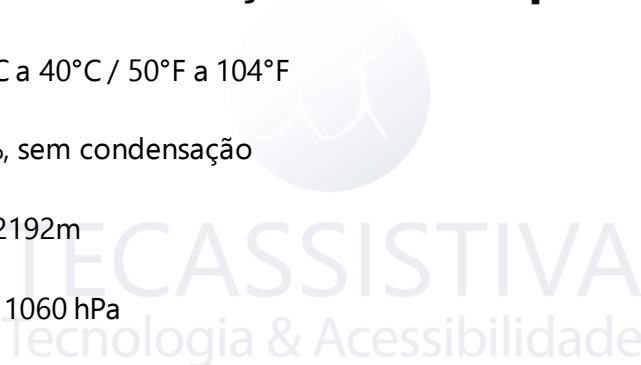 C a 40°C / 50°F a 104°F
, sem condensação
2192m
1060 hPa
TECASSISTIVA
Tecnologia & Acessibilidade